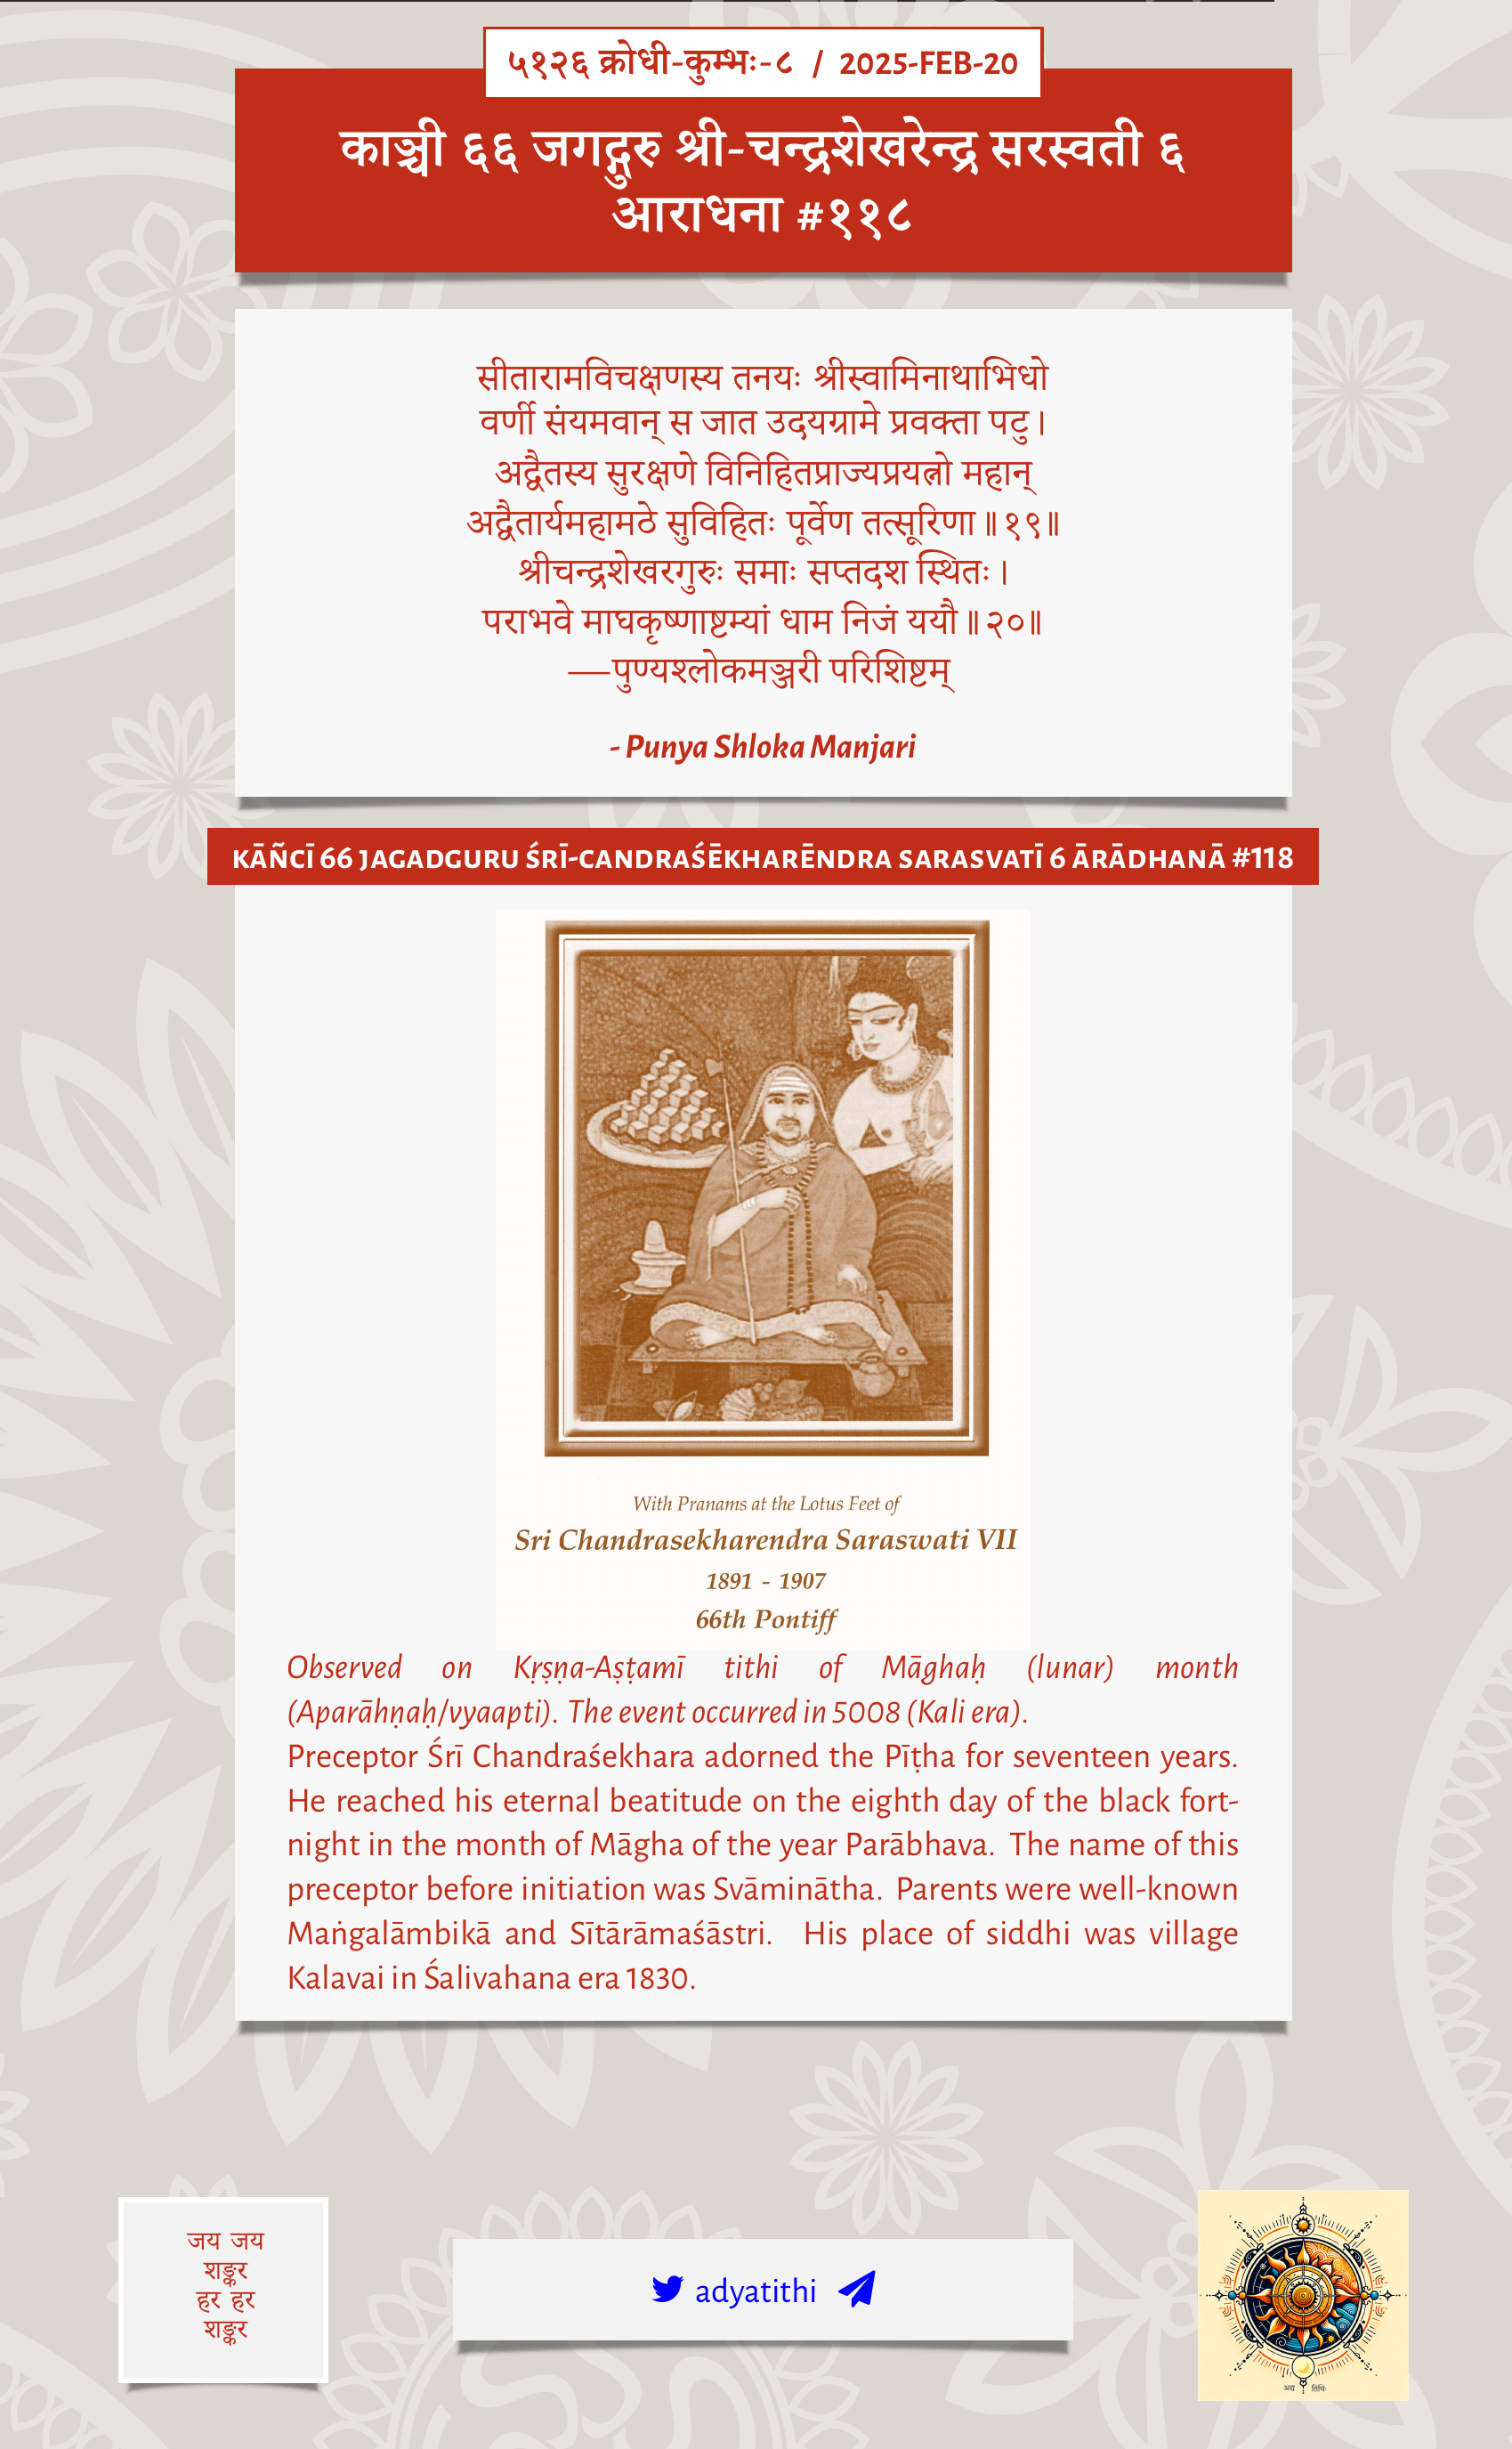 ५१२६ क्रोधी-कुम्भः-८ / 2025-FEB-20
काञ्ची ६६ जगद्गुरु श्री-चन्द्रशेखरेन्द्र सरस्वती ६
आराधना #११८
सीतारामविचक्षणस्य तनयः श्रीस्वामिनाथाभिधो
वर्णी संयमवान् स जात उदयग्रामे प्रवक्ता पटु।
अद्वैतस्य सुरक्षणे विनिहितप्राज्यप्रयत्नो महान्
अद्वैतार्यमहामठे सुविहितः पूर्वेण तत्सूरिणा॥१९॥
श्रीचन्द्रशेखरगुरुः समाः सप्तदश स्थितः।
पराभवे माघकृष्णाष्टम्यां धाम निजं ययौ॥२०॥
—पुण्यश्लोकमञ्जरी परिशिष्टम्
- Punya Shloka Manjari
KĀÑCĪ 66 JAGADGURU ŚRĪ-CANDRAŚĒKHARĒNDRA SARASVATĪ 6 ĀRĀDHANĀ #118
With Pranams at the Lotus Feet of
Sri Chandrasekharendra Saraswati VII
1891 - 1907
66th Pontiff
Observed on Kṛṣṇa-Aṣṭamī tithi of Māghaḥ (lunar) month
(Aparāhṇaḥ/vyaapti). The event occurred in 5008 (Kali era).
Preceptor Śrī Chandraśekhara adorned the Pīṭha for seventeen years.
He reached his eternal beatitude on the eighth day of the black fort-
night in the month of Māgha of the year Parābhava. The name of this
preceptor before initiation was Svāminātha. Parents were well-known
Maṅgalāmbikā and Sītārāmaśāstri. His place of siddhi was village
Kalavai in Śalivahana era 1830.
जय जय
शङ्कर
हर हर
शङ्कर
adyatithi
अद्य तिथिः